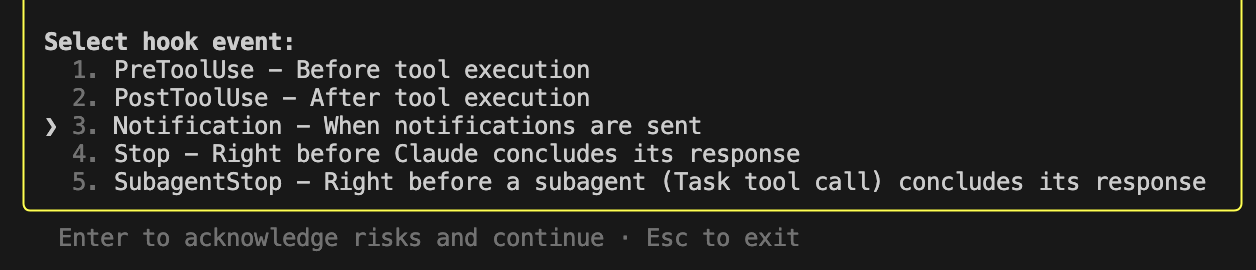 Select hook event:
1. PreToolUse – Before tool execution
2. PostToolUse – After tool execution
❯ 3. Notification – When notifications are sent
4. Stop – Right before Claude concludes its response
5. SubagentStop – Right before a subagent (Task tool call) concludes its response
Enter to acknowledge risks and continue · Esc to exit